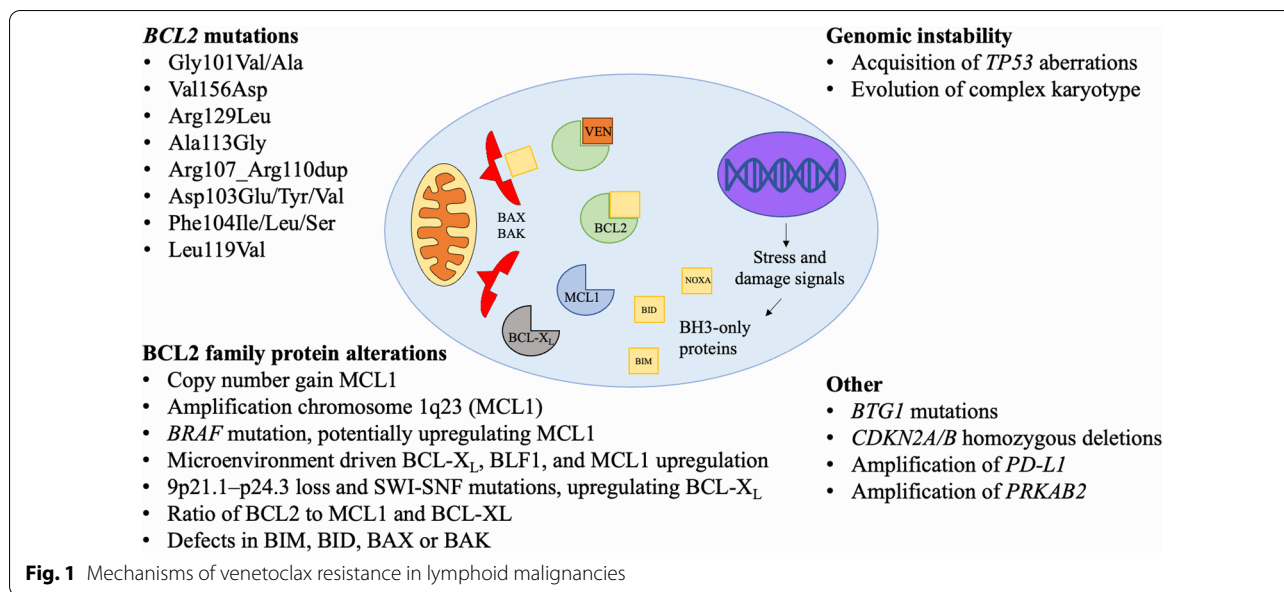 BCL2 mutations
• Gly101Val/Ala
• Val156Asp
• Arg129Leu
• Ala113Gly
• Arg107_Arg110dup
• Asp103Glu/Tyr/Val
• Phe104Ile/Leu/Ser
• Leu119Val
Genomic instability
• Acquisition of TP53 aberrations
• Evolution of complex karyotype
VEN
BAX
BAK
BCL2
MCL1
BCL-XL
NOXA
BID
BIM
Stress and
damage signals
BH3-only
proteins
BCL2 family protein alterations
• Copy number gain MCL1
• Amplification chromosome 1q23 (MCL1)
• BRAF mutation, potentially upregulating MCL1
• Microenvironment driven BCL-XL, BLF1, and MCL1 upregulation
• 9p21.1–p24.3 loss and SWI-SNF mutations, upregulating BCL-XL
• Ratio of BCL2 to MCL1 and BCL-XL
• Defects in BIM, BID, BAX or BAK
Other
• BTG1 mutations
• CDKN2A/B homozygous deletions
• Amplification of PD-L1
• Amplification of PRKAB2
Fig. 1 Mechanisms of venetoclax resistance in lymphoid malignancies